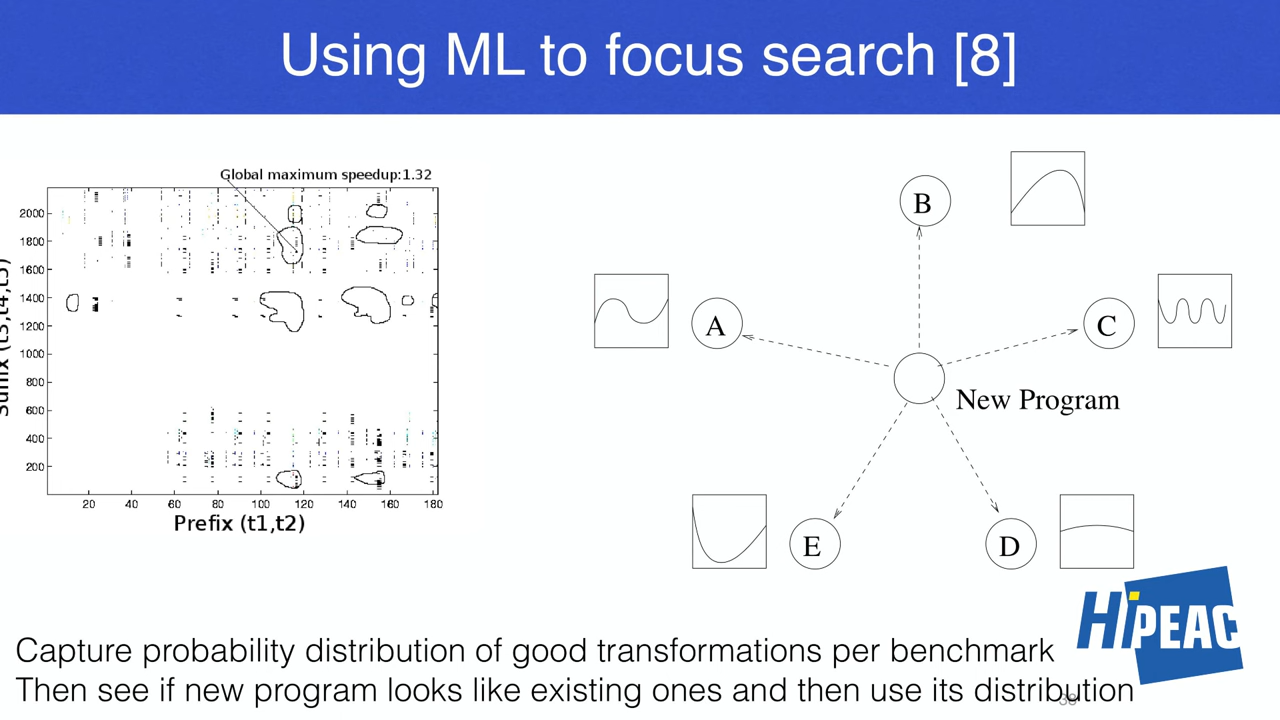 Using ML to focus search [8]
Global maximum speedup:1.32
2000
1800
1600
1400
1200
1000
800
600
400
200
20 40 60 80 100 120 140 160 180
Prefix (t1,t2)
B
A
C
New Program
E
D
HiPEAC
Capture probability distribution of good transformations per benchmark
Then see if new program looks like existing ones and then use its distribution